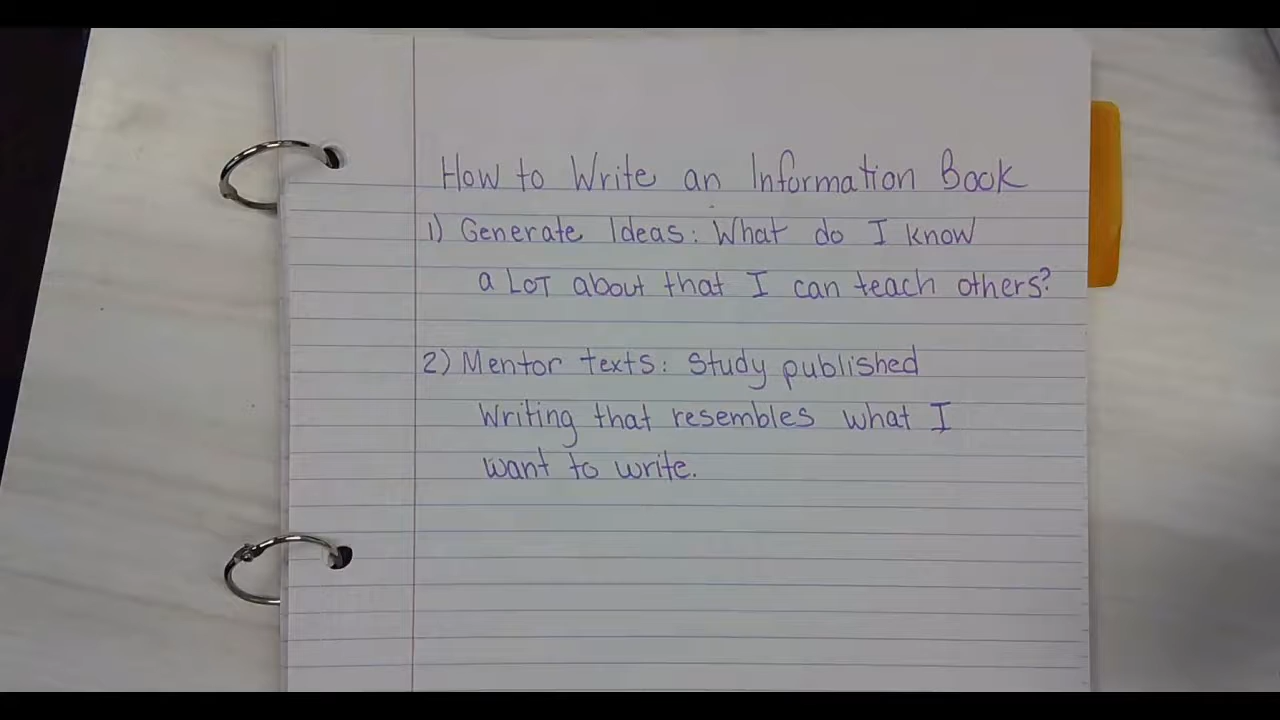 How to Write an Information Book
1) Generate Ideas: What do I know
a LOT about that I can teach others?
2) Mentor texts: Study published
Writing that resembles what I
want to write.